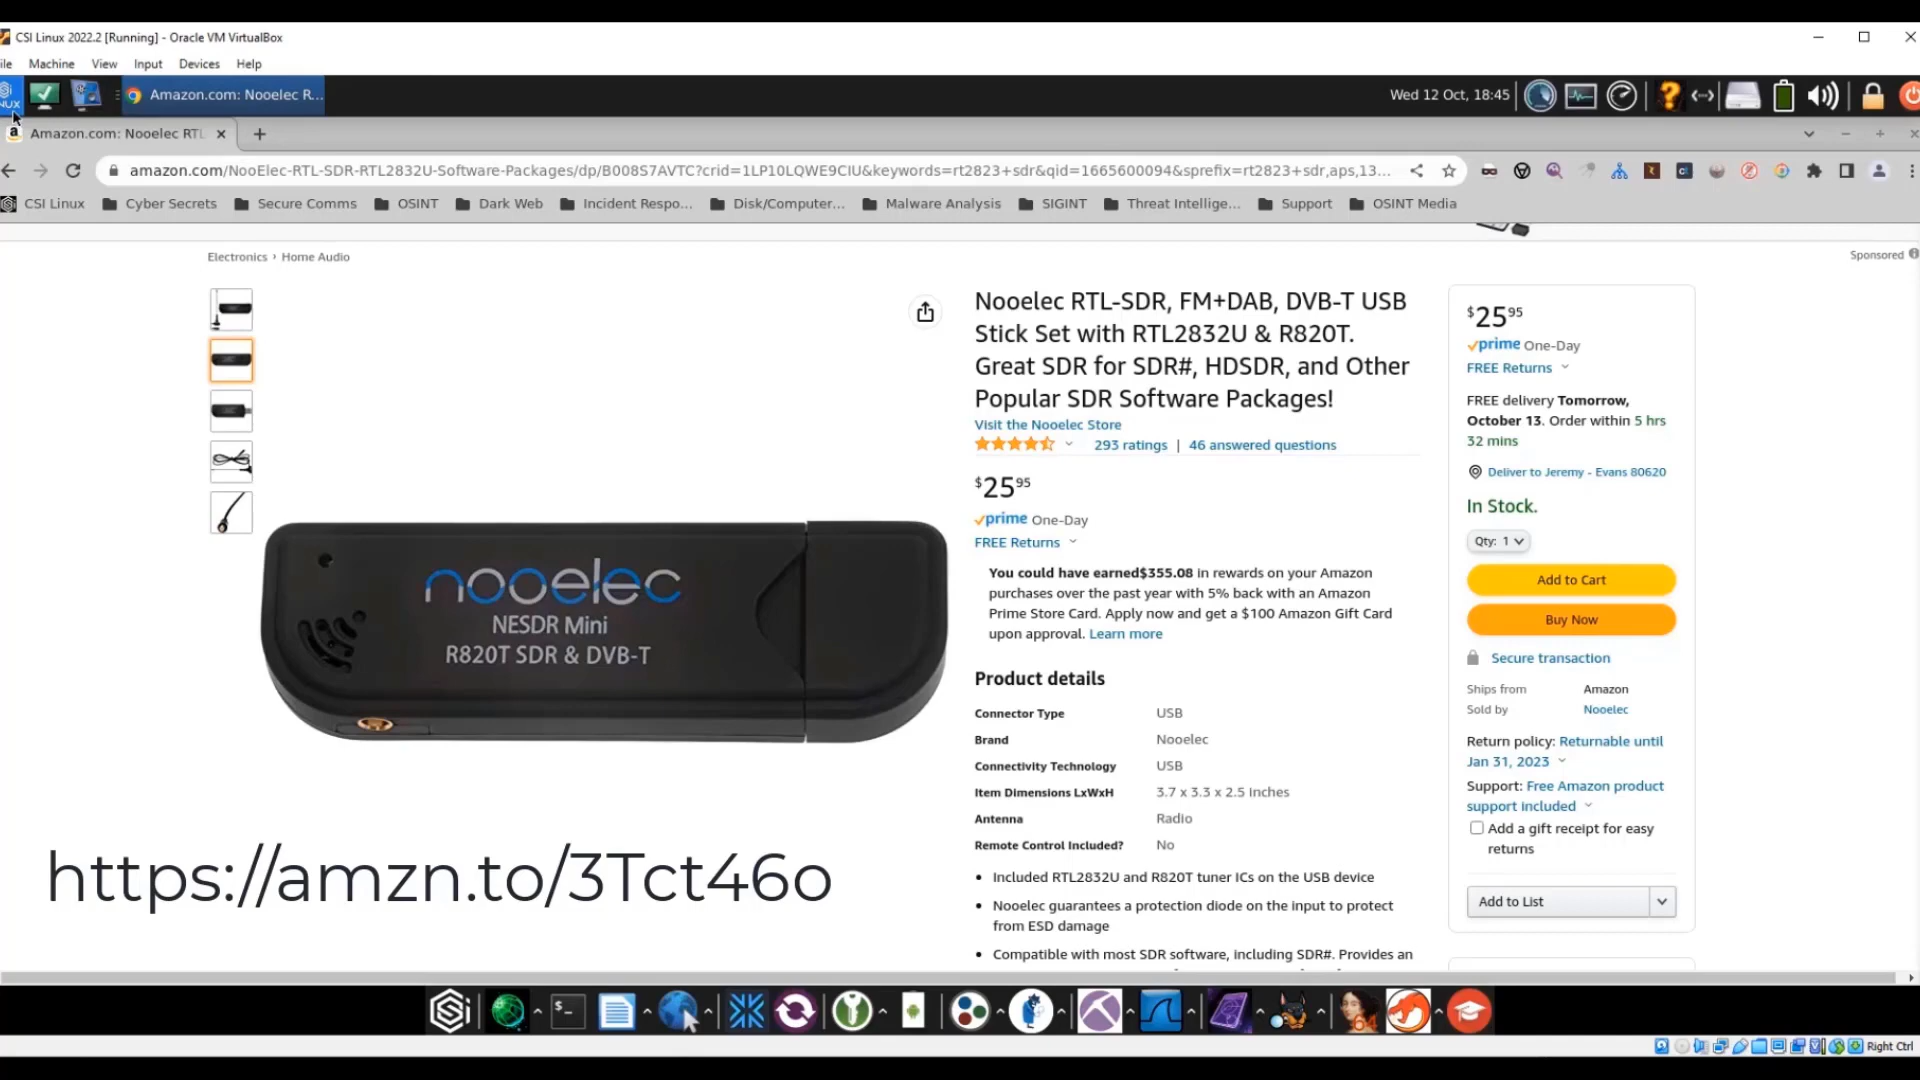 CSI Linux 2022.2 [Running] - Oracle VM VirtualBox
ile Machine View Input Devices Help
Amazon.com: Nooelec R...
Wed 12 Oct, 18:45
Amazon.com: Nooelec RTL
amazon.com/NooElec-RTL-SDR-RTL2832U-Software-Packages/dp/B008S7AVTC?crid=1LP10LQWE9CIU&keywords=rt2823+sdr&qid=1665600094&sprefix=rt2823+sdr,aps,13...
CSI Linux Cyber Secrets Secure Comms OSINT Dark Web Incident Respo... Disk/Computer... Malware Analysis SIGINT Threat Intellige... Support OSINT Media
Electronics › Home Audio
Sponsored
Nooelec RTL-SDR, FM+DAB, DVB-T USB
Stick Set with RTL2832U & R820T.
Great SDR for SDR#, HDSDR, and Other
Popular SDR Software Packages!
Visit the Nooelec Store
293 ratings | 46 answered questions
$2595
prime One-Day
FREE Returns
You could have earned$355.08 in rewards on your Amazon
purchases over the past year with 5% back with an Amazon
Prime Store Card. Apply now and get a $100 Amazon Gift Card
upon approval. Learn more
Product details
Connector Type USB
Brand Nooelec
Connectivity Technology USB
Item Dimensions LxWxH 3.7 x 3.3 x 2.5 inches
Antenna Radio
Remote Control Included? No
• Included RTL2832U and R820T tuner ICs on the USB device
• Nooelec guarantees a protection diode on the input to protect
from ESD damage
• Compatible with most SDR software, including SDR#. Provides an
$2595
prime One-Day
FREE Returns
FREE delivery Tomorrow,
October 13. Order within 5 hrs
32 mins
Deliver to Jeremy - Evans 80620
In Stock.
Qty: 1
Add to Cart
Buy Now
Secure transaction
Ships from Amazon
Sold by Nooelec
Return policy: Returnable until
Jan 31, 2023
Support: Free Amazon product
support included
Add a gift receipt for easy
returns
Add to List
nooelec
NESDR Mini
R820T SDR & DVB-T
https://amzn.to/3Tct46o
Right Ctrl